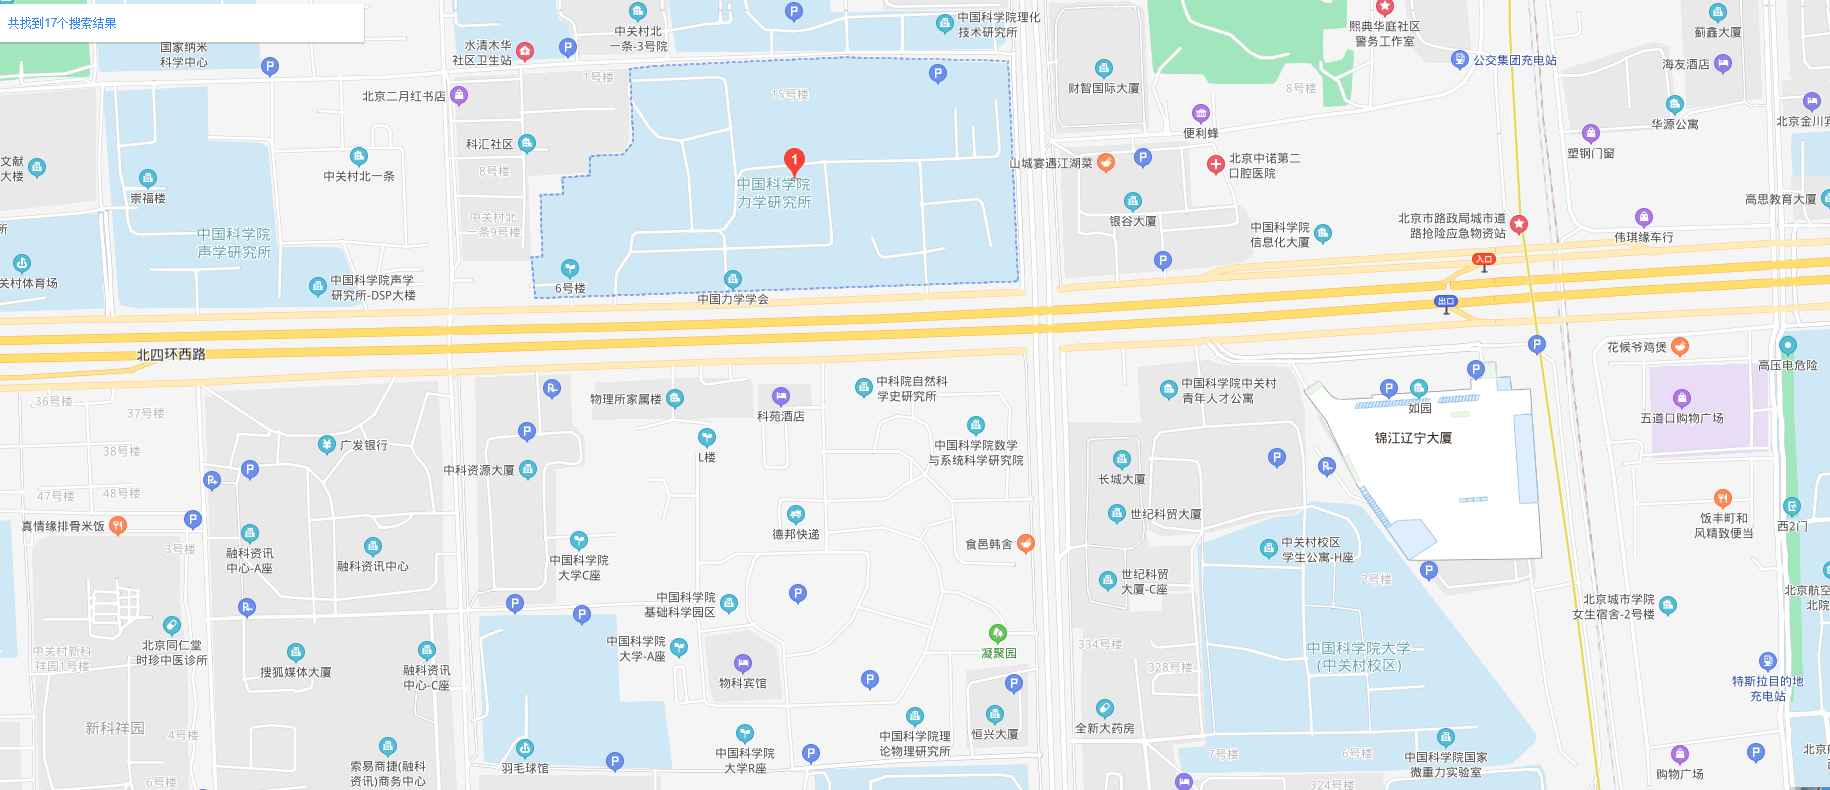 共找到17个搜索结果
国家纳米
科学中心
水清木华
社区卫生站
中关村北
一条-3号院
中国科学院理化
技术研究所
熙典华庭社区
警务工作室
蓟鑫大厦
公交集团充电站
海友酒店
1号楼
15号楼
财智国际大厦
8号楼
北京二月红书店
北京金川宾
华源公寓
便利蜂
塑钢门窗
科汇社区
文献
大楼
中关村北一条
8号楼
山城宴遇江湖菜
北京中诺第二
口腔医院
崇福楼
1
中国科学院
力学研究所
高思教育大厦
中关村北
一条9号楼
银谷大厦
北京市路政局城市道
路抢险应急物资站
伟琪缘车行
所
中国科学院
声学研究所
中国科学院
信息化大厦
入口
关村体育场
中国科学院声学
研究所-DSP大楼
6号楼
中国力学学会
出口
北四环西路
花候爷鸡煲
高压电危险
36号楼
37号楼
物理所家属楼
科苑酒店
中科院自然科
学史研究所
中国科学院中关村
青年人才公寓
如园
五道口购物广场
38号楼
广发银行
L楼
中国科学院数学
与系统科学研究院
锦江辽宁大厦
中科资源大厦
长城大厦
47号楼
48号楼
真情缘排骨米饭
德邦快递
世纪科贸大厦
饭丰町和
风精致便当
西2门
3号楼
融科资讯
中心-A座
融科资讯中心
中国科学院
大学C座
食邑韩舍
中关村校区
学生公寓-H座
世纪科贸
大厦-C座
7号楼
中国科学院
基础科学园区
北京城市学院
女生宿舍-2号楼
北京航空
北院
北京同仁堂
时珍中医诊所
中关村新科
祥园1号楼
搜狐媒体大厦
融科资讯
中心-C座
中国科学院
大学-A座
凝聚园
334号楼
328号楼
中国科学院大学
(中关村校区)
物科宾馆
特斯拉目的地
充电站
新科祥园
4号楼
全新大药房
中国科学院理
论物理研究所
恒兴大厦
索易商捷(融科
资讯)商务中心
羽毛球馆
中国科学院
大学R座
7号楼
6号楼
中国科学院国家
微重力实验室
购物广场
6号楼
324号楼